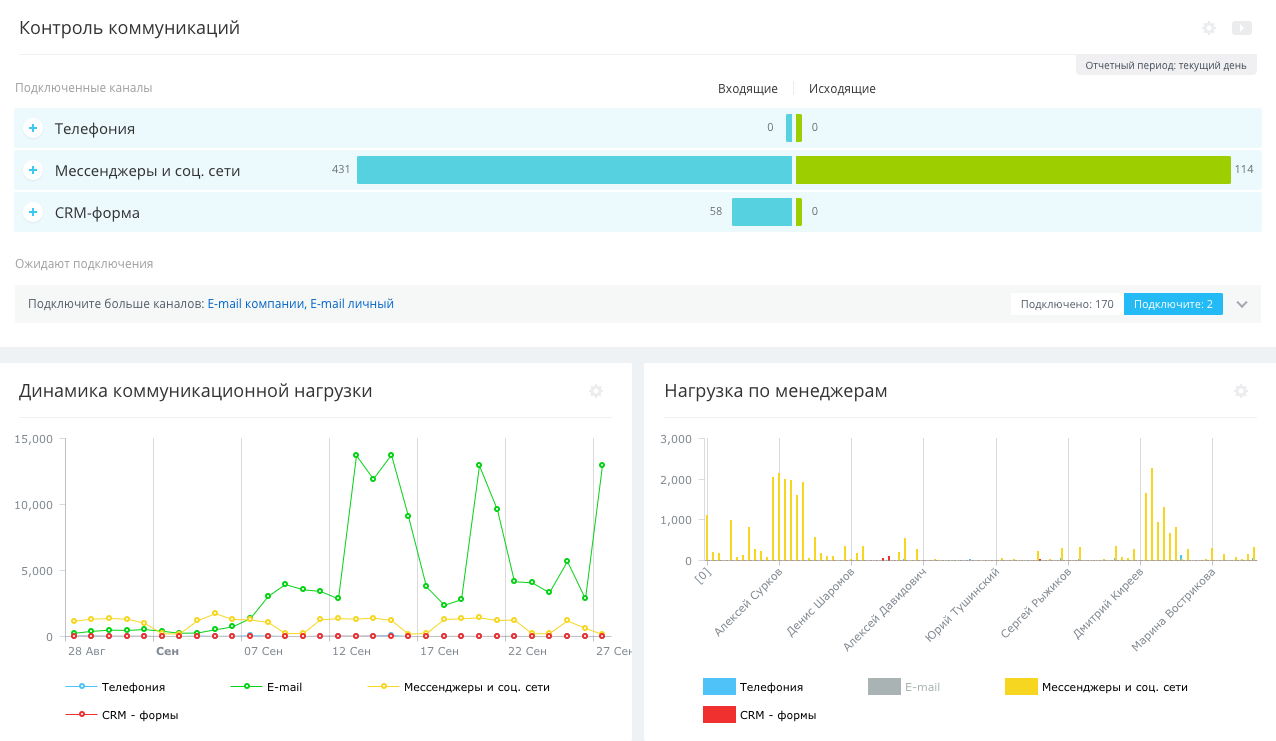 Контроль коммуникаций
Отчетный период: текущий день
Подключенные каналы
Входящие
Исходящие
Телефония
0
0
Мессенджеры и соц. сети
431
114
CRM-форма
58
0
Ожидают подключения
Подключите больше каналов: E-mail компании, E-mail личный
Подключено: 170
Подключите: 2
Динамика коммуникационной нагрузки
15,000
10,000
5,000
0
28 Авг
Сен
07 Сен
12 Сен
17 Сен
22 Сен
27 Сен
Телефония
E-mail
Мессенджеры и соц. сети
CRM - формы
Нагрузка по менеджерам
3,000
2,000
1,000
0
[0]
Алексей Сурков
Денис Шаромов
Алексей Давидович
Юрий Тушинский
Сергей Рыжиков
Дмитрий Киреев
Марина Вострикова
Телефония
E-mail
Мессенджеры и соц. сети
CRM - формы